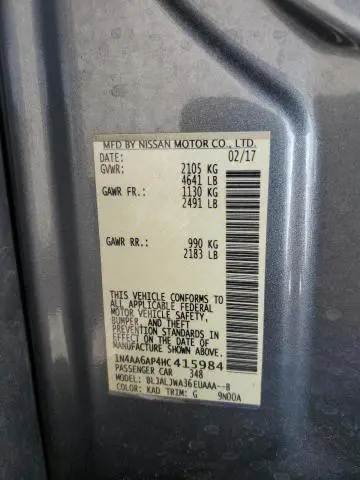 MFD BY NISSAN MOTOR CO., LTD.
DATE: 02/17
GVWR: 2105 KG
4641 LB
GAWR FR.: 1130 KG
2491 LB
GAWR RR.: 990 KG
2183 LB
THIS VEHICLE CONFORMS TO
ALL APPLICABLE FEDERAL
MOTOR VEHICLE SAFETY,
BUMPER, AND THEFT
PREVENTION STANDARDS IN
EFFECT ON THE DATE OF
MANUFACTURE SHOWN ABOVE.
1N4AA6AP4HC415984
PASSENGER CAR 348
MODEL: BLJALJWA36EUAAA--B
COLOR: KAD TRIM: G 9N00A